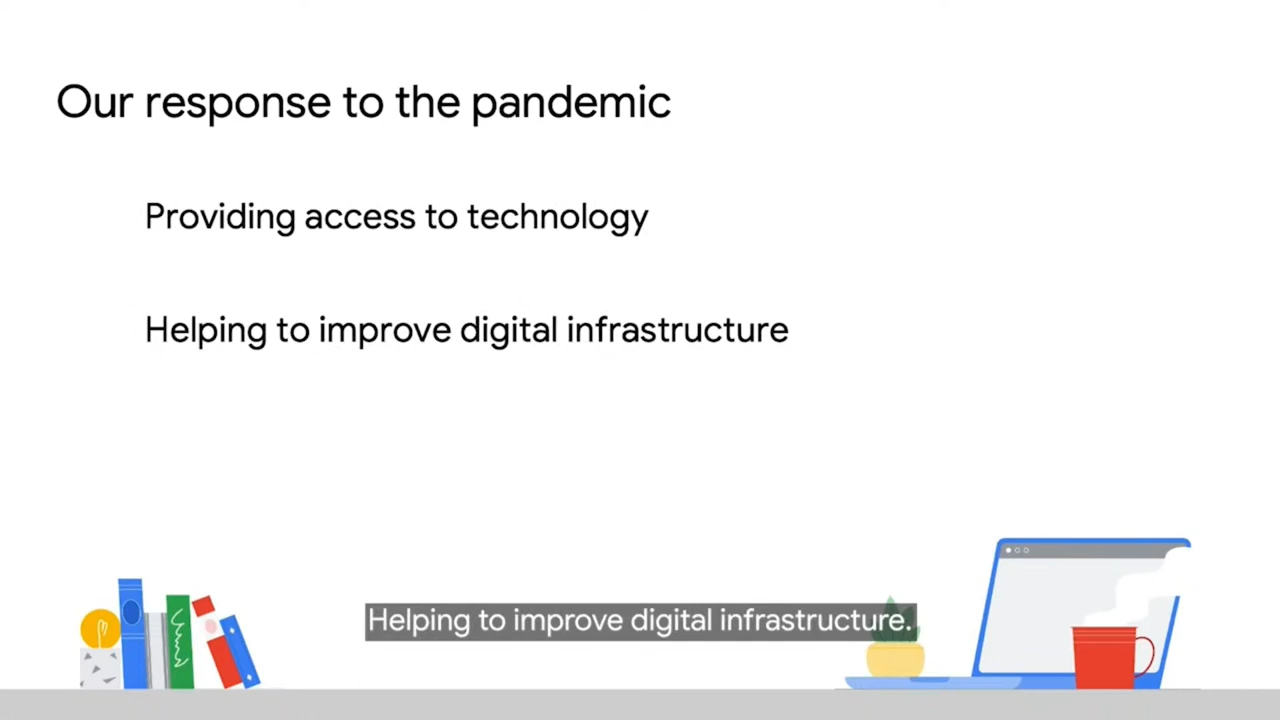 Our response to the pandemic
Providing access to technology
Helping to improve digital infrastructure
Helping to improve digital infrastructure.